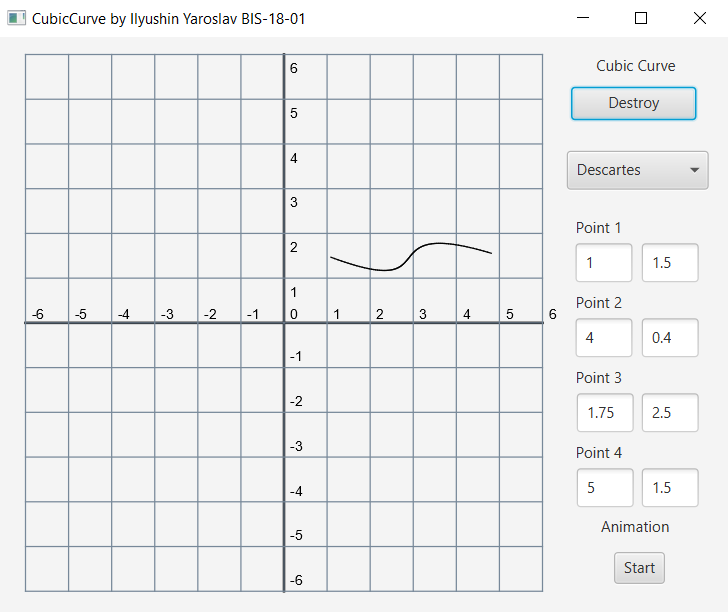 CubicCurve by Ilyushin Yaroslav BIS-18-01
Cubic Curve
Destroy
Descartes
Point 1
1 1.5
Point 2
4 0.4
Point 3
1.75 2.5
Point 4
5 1.5
Animation
Start
6
5
4
3
2
1
-6 -5 -4 -3 -2 -1 0 1 2 3 4 5 6
-1
-2
-3
-4
-5
-6